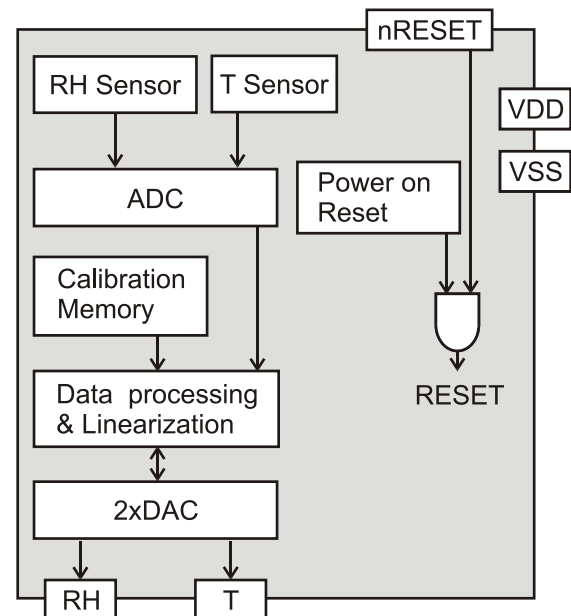 nRESET
RH Sensor
T Sensor
VDD
VSS
ADC
Power on
Reset
Calibration
Memory
Data processing
& Linearization
RESET
2xDAC
RH
T